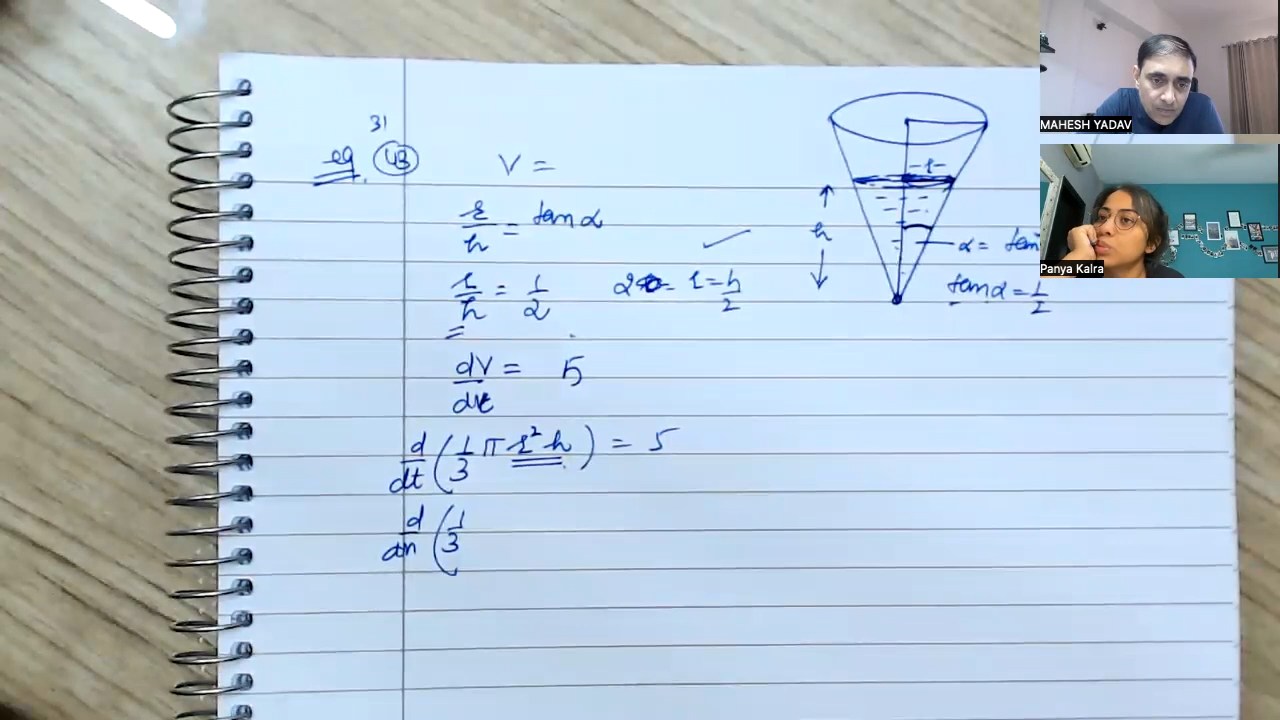 31
eg. 43 V =
r/h = tan α
r/h = 1/2 2 = r = h/2
dV/dt = 5
d/dt (1/3 π r² h) = 5
d/dh (1/3
r
h
α = tan
tan α = 1/2
MAHESH YADAV
Panya Kalra